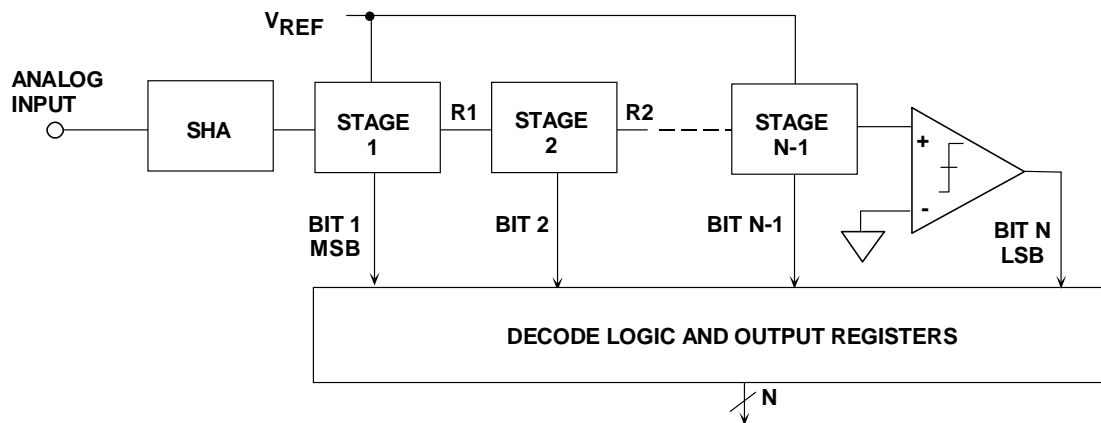 VREF
ANALOG
INPUT
SHA
STAGE
1
R1
STAGE
2
R2
STAGE
N-1
+
-
BIT 1
MSB
BIT 2
BIT N-1
BIT N
LSB
DECODE LOGIC AND OUTPUT REGISTERS
N